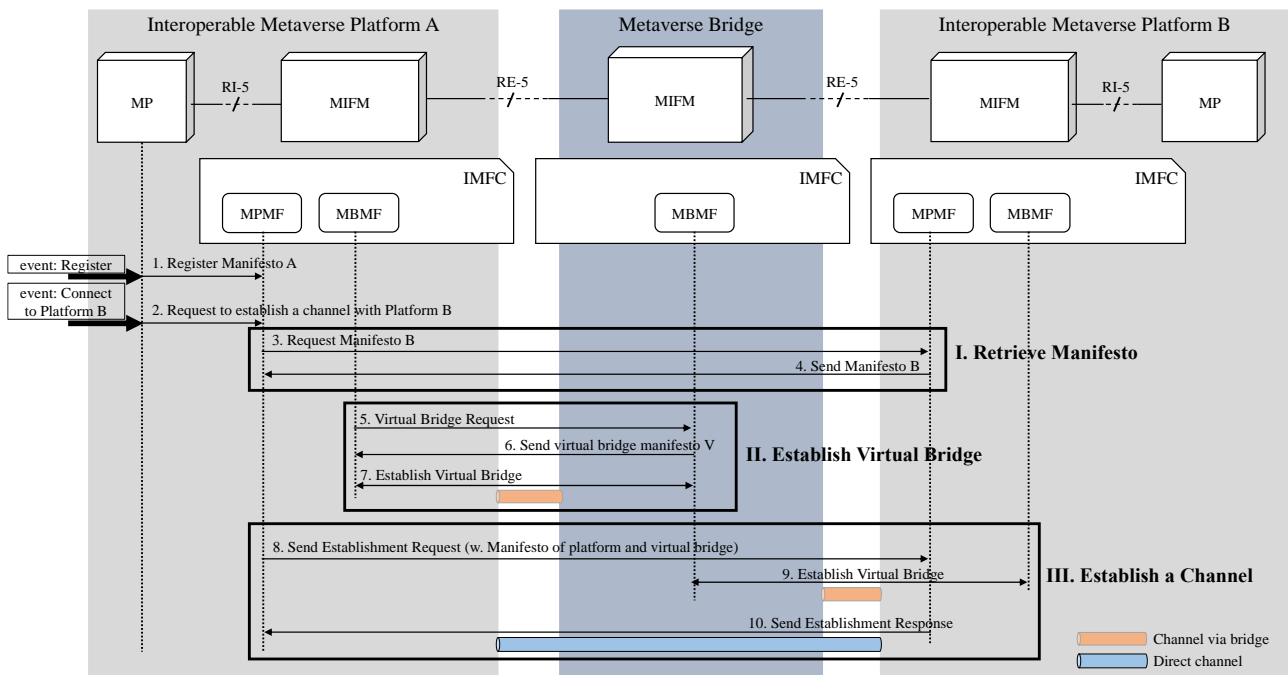 Interoperable Metaverse Platform A
Metaverse Bridge
Interoperable Metaverse Platform B
MP
RI-5
MIFM
RE-5
MIFM
RE-5
MIFM
RI-5
MP
IMFC
IMFC
IMFC
MPMF
MBMF
MBMF
MPMF
MBMF
event: Register
1. Register Manifesto A
event: Connect
to Platform B
2. Request to establish a channel with Platform B
3. Request Manifesto B
I. Retrieve Manifesto
4. Send Manifesto B
5. Virtual Bridge Request
6. Send virtual bridge manifesto V
II. Establish Virtual Bridge
7. Establish Virtual Bridge
8. Send Establishment Request (w. Manifesto of platform and virtual bridge)
9. Establish Virtual Bridge
III. Establish a Channel
10. Send Establishment Response
Channel via bridge
Direct channel